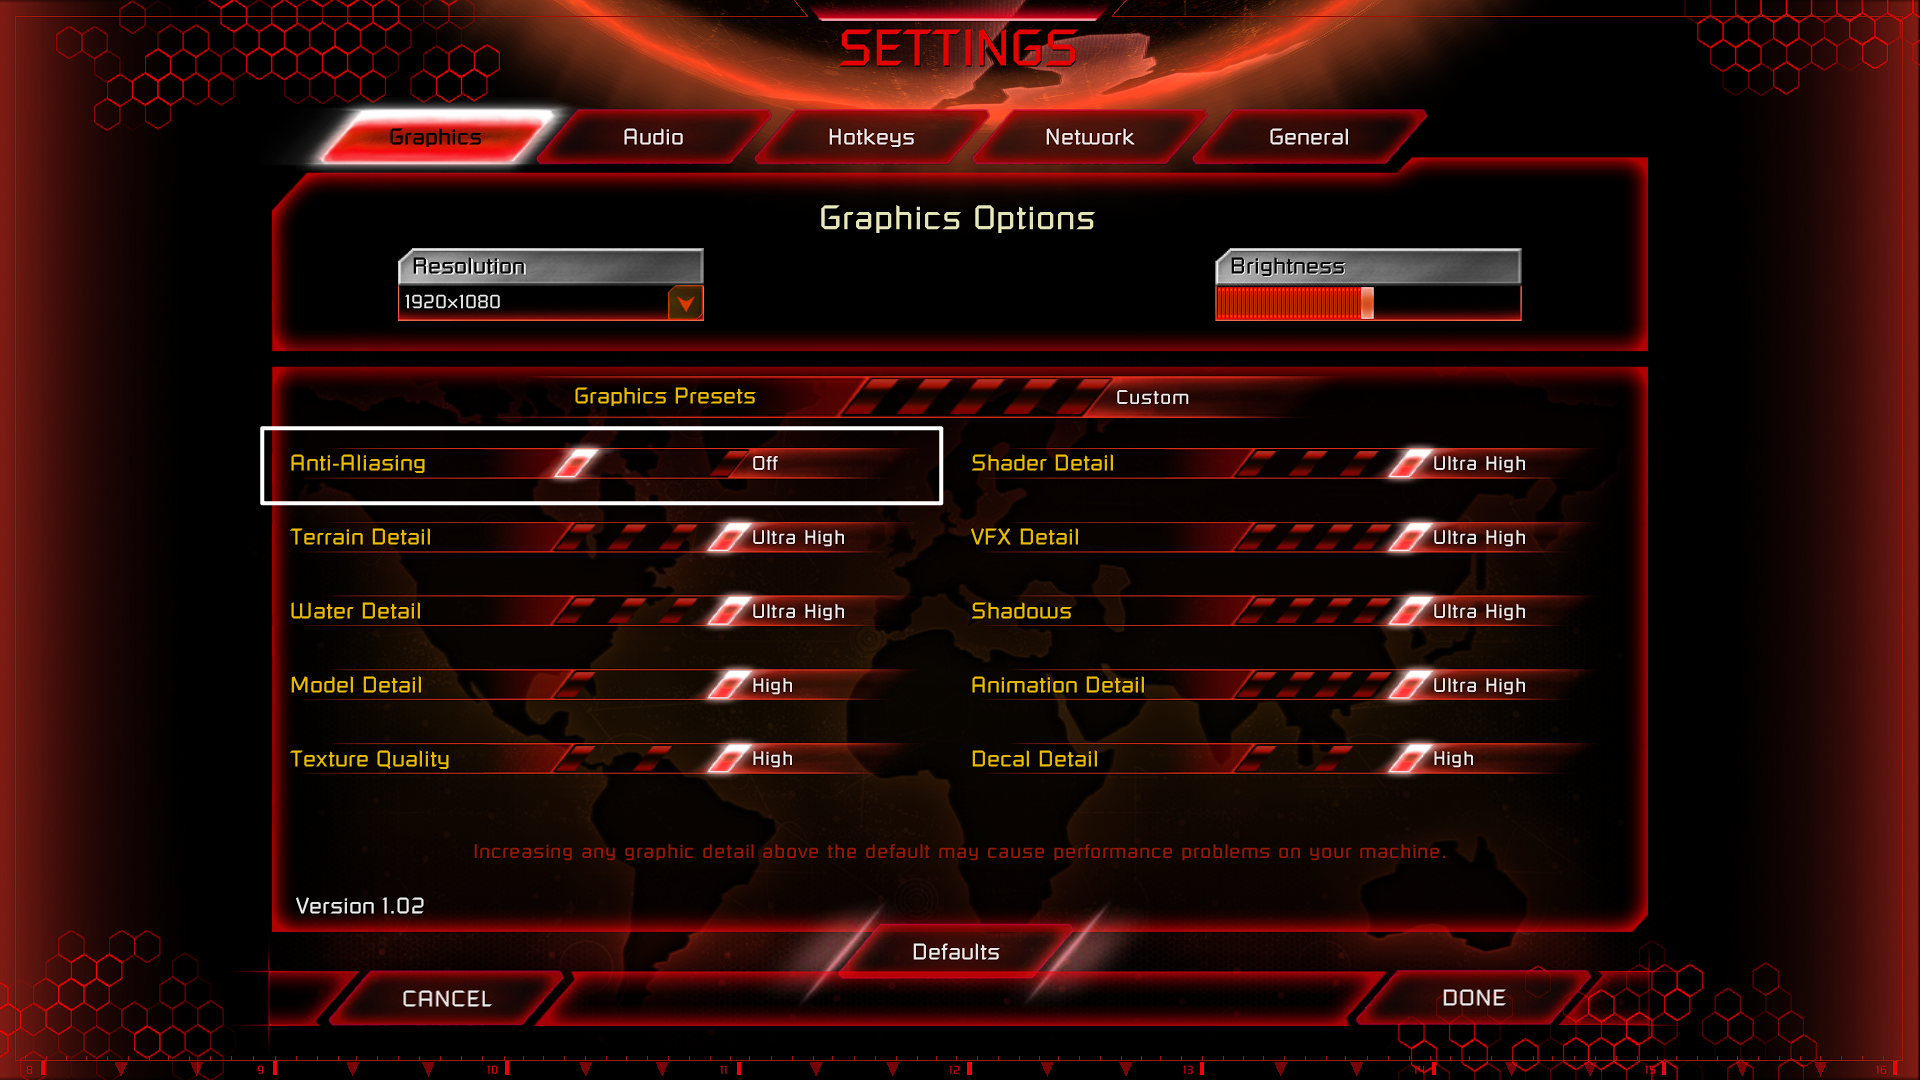 SETTINGS
Graphics
Audio
Hotkeys
Network
General
Graphics Options
Resolution
Brightness
1920x1080
Graphics Presets
Custom
Anti-Aliasing
Off
Shader Detail
Ultra High
Terrain Detail
Ultra High
VFX Detail
Ultra High
Water Detail
Ultra High
Shadows
Ultra High
Model Detail
High
Animation Detail
Ultra High
Texture Quality
High
Decal Detail
High
Increasing any graphic detail above the default may cause performance problems on your machine.
Version 1.02
Defaults
CANCEL
DONE
8 9 10 11 12 13 14 15 16